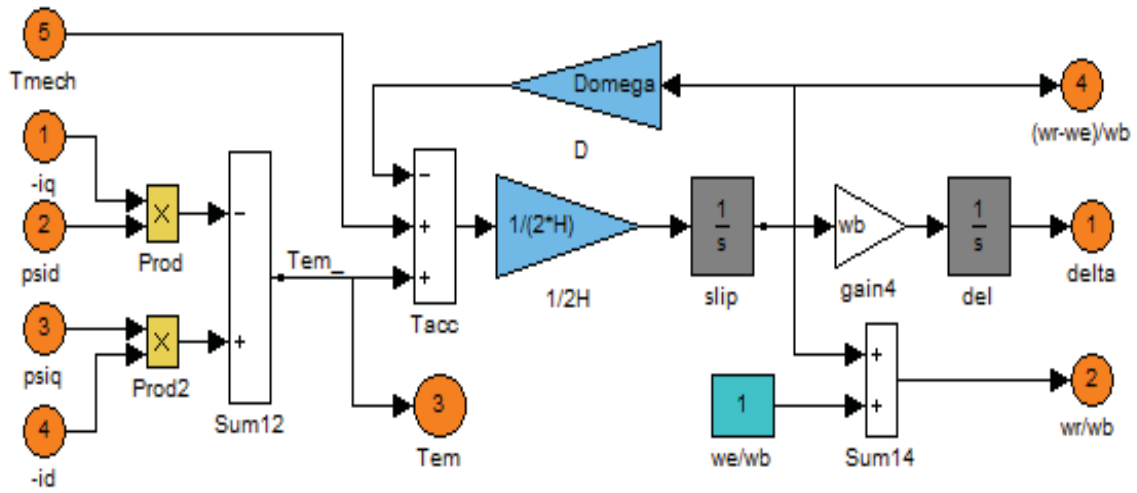 5
Tmech
1
-iq
2
psid
Prod
3
psiq
Prod2
4
-id
Sum12
Tem_
3
Tem
Tacc
Domega
D
1/(2*H)
1/2H
1
s
slip
wb
gain4
1
s
del
4
(wr-we)/wb
1
delta
1
we/wb
Sum14
2
wr/wb